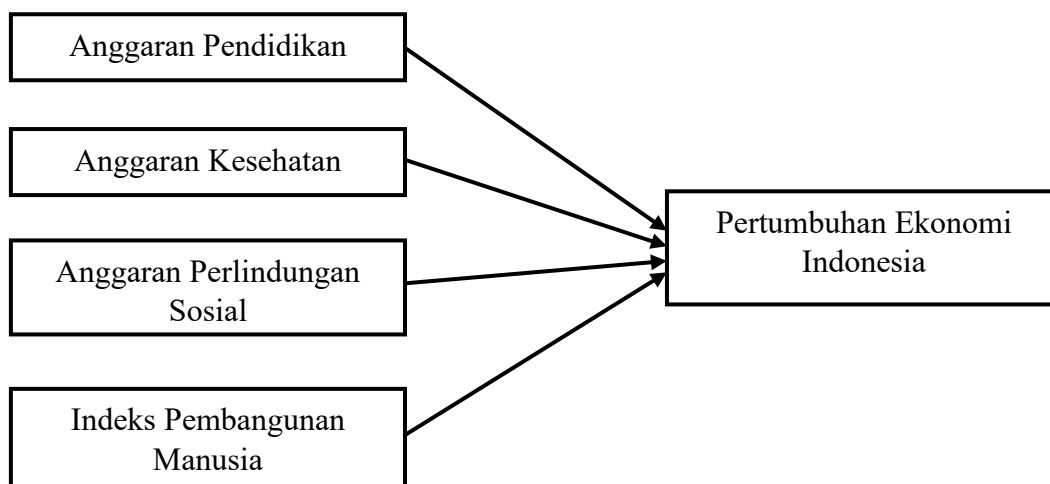 Anggaran Pendidikan
Anggaran Kesehatan
Anggaran Perlindungan
Sosial
Indeks Pembangunan
Manusia
Pertumbuhan Ekonomi
Indonesia